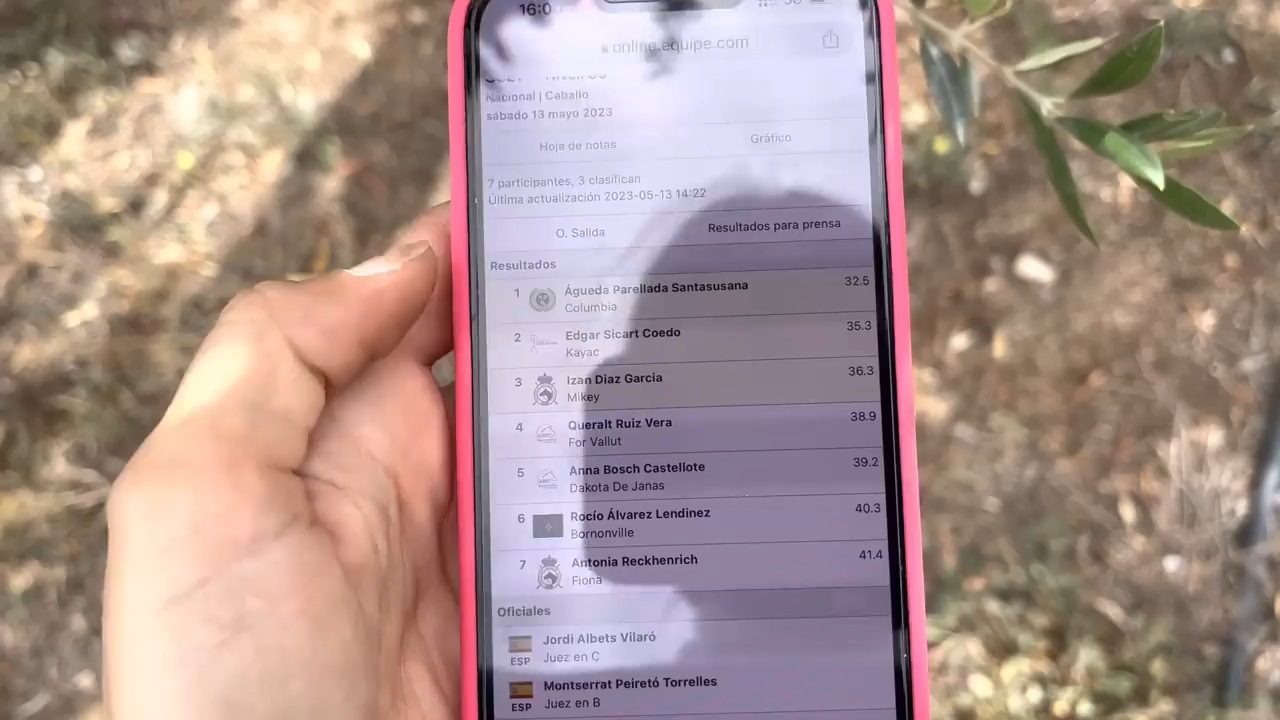 16:0
online.equipe.com
Nacional | Caballo
sábado 13 mayo 2023
Hoja de notas
Gráfico
7 participantes, 3 clasifican
Última actualización 2023-05-13 14:22
O. Salida
Resultados para prensa
Resultados
1 Águeda Parellada Santasusana 32.5
Columbia
2 Edgar Sicart Coedo 35.3
Kayac
3 Izan Diaz Garcia 36.3
Mikey
4 Queralt Ruiz Vera 38.9
For Vallut
5 Anna Bosch Castellote 39.2
Dakota De Janas
6 Rocío Álvarez Lendinez 40.3
Bornonville
7 Antonia Reckhenrich 41.4
Fiona
Oficiales
Jordi Albets Vilaró
ESP Juez en C
Montserrat Peiretó Torrelles
ESP Juez en B